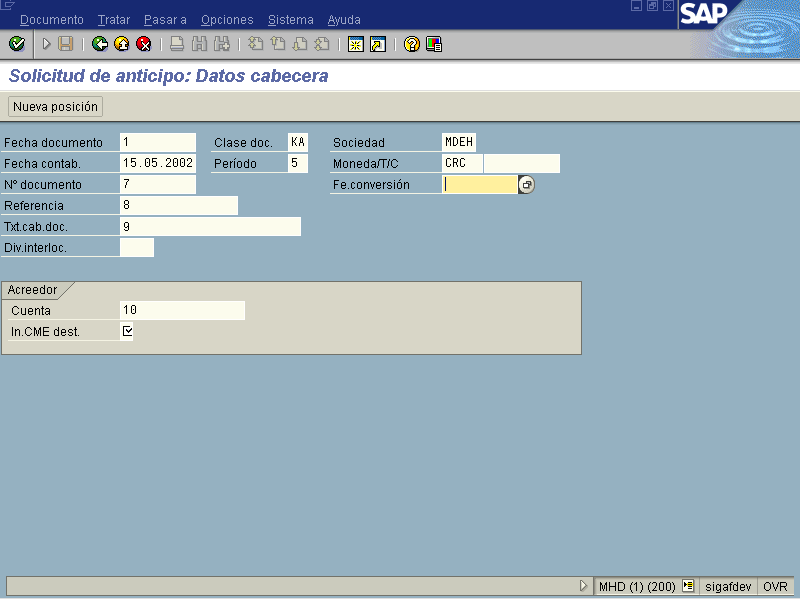 Documento Tratar Pasar a Opciones Sistema Ayuda
SAP
Solicitud de anticipo: Datos cabecera
Nueva posición
Fecha documento 1 Clase doc. KA Sociedad MDEH
Fecha contab. 15.05.2002 Período 5 Moneda/T/C CRC
Nº documento 7 Fe.conversión
Referencia 8
Txt.cab.doc. 9
Div.interloc.
Acreedor
Cuenta 10
In.CME dest.
MHD (1) (200) sigafdev OVR